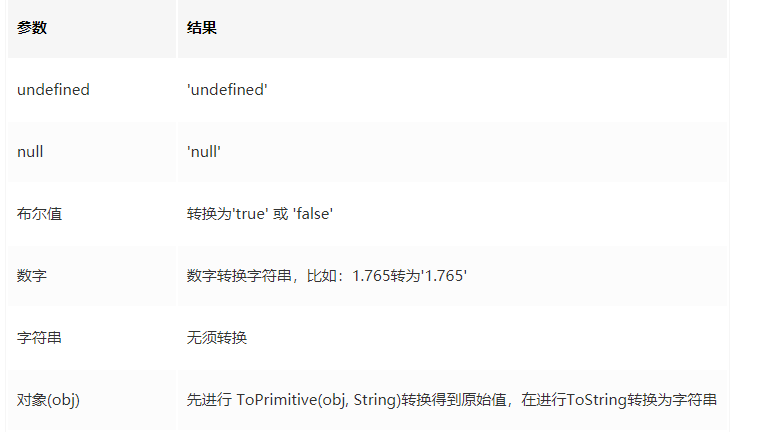 参数 结果
undefined 'undefined'
null 'null'
布尔值 转换为'true' 或 'false'
数字 数字转换字符串，比如：1.765转为'1.765'
字符串 无须转换
对象(obj) 先进行 ToPrimitive(obj, String)转换得到原始值，在进行ToString转换为字符串